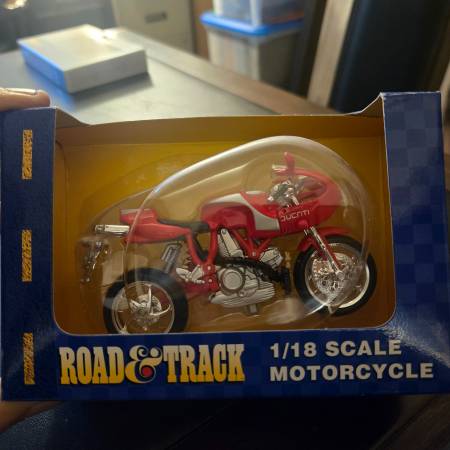 DUCATI
ROAD & TRACK
1/18 SCALE
MOTORCYCLE